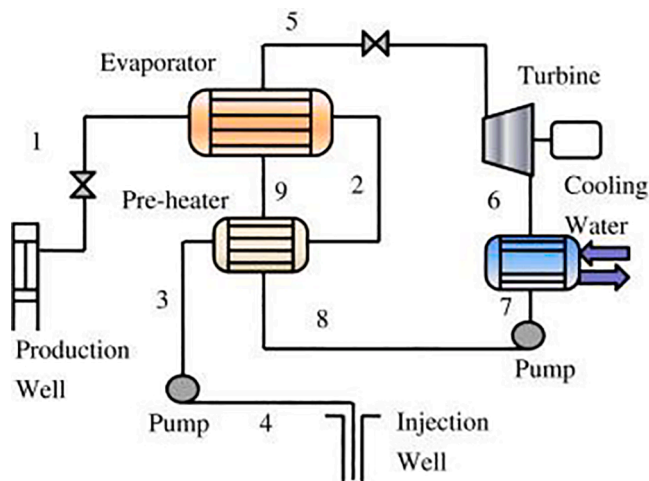 5
Evaporator
Turbine
1
Pre-heater
9
2
6
Cooling
Water
3
8
7
Production
Well
Pump
Pump
4
Injection
Well